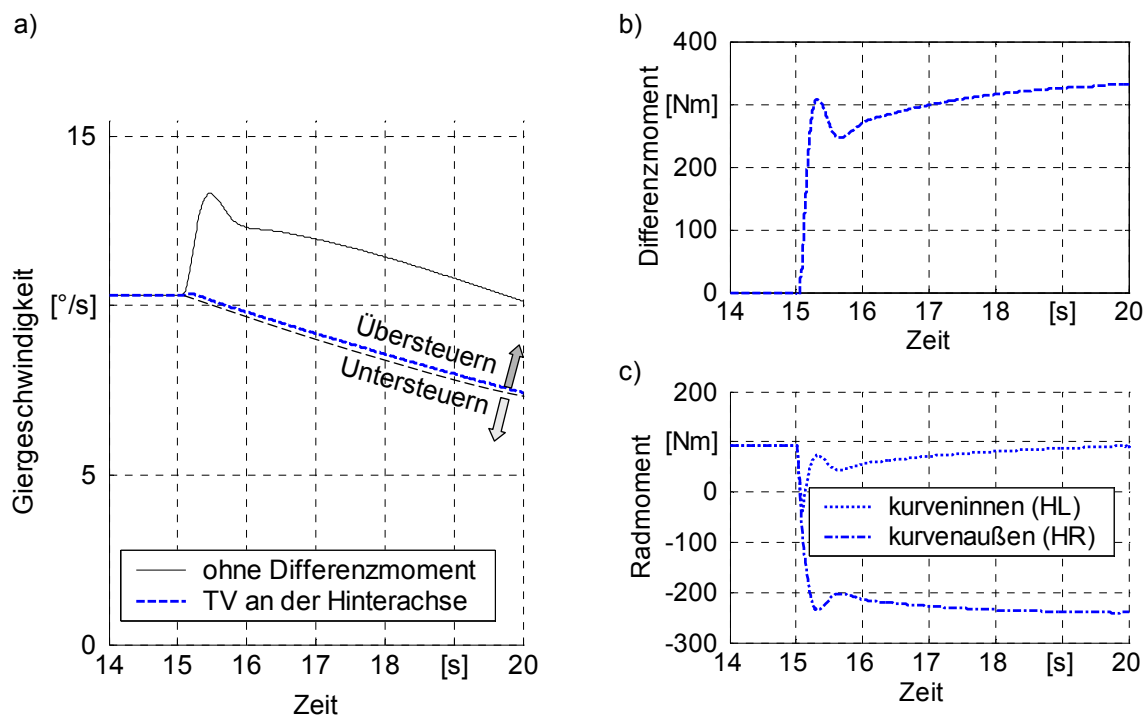 a)
Giergeschwindigkeit
15
[°/s]
5
0
Übersteuern
Untersteuern
ohne Differenzmoment
TV an der Hinterachse
14 15 16 17 18 [s] 20
Zeit
b)
Differenzmoment
400
[Nm]
200
100
0
14 15 16 17 18 [s] 20
Zeit
c)
Radmoment
200
[Nm]
0
-100
-200
-300
kurveninnen (HL)
kurvenaußen (HR)
14 15 16 17 18 [s] 20
Zeit